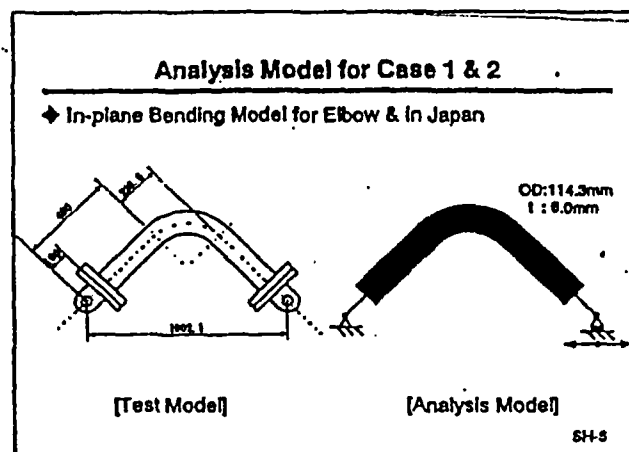 Analysis Model for Case 1 & 2
In-plane Bending Model for Elbow & in Japan
OD:114.3mm
t : 6.0mm
[Test Model]
[Analysis Model]
SH-5